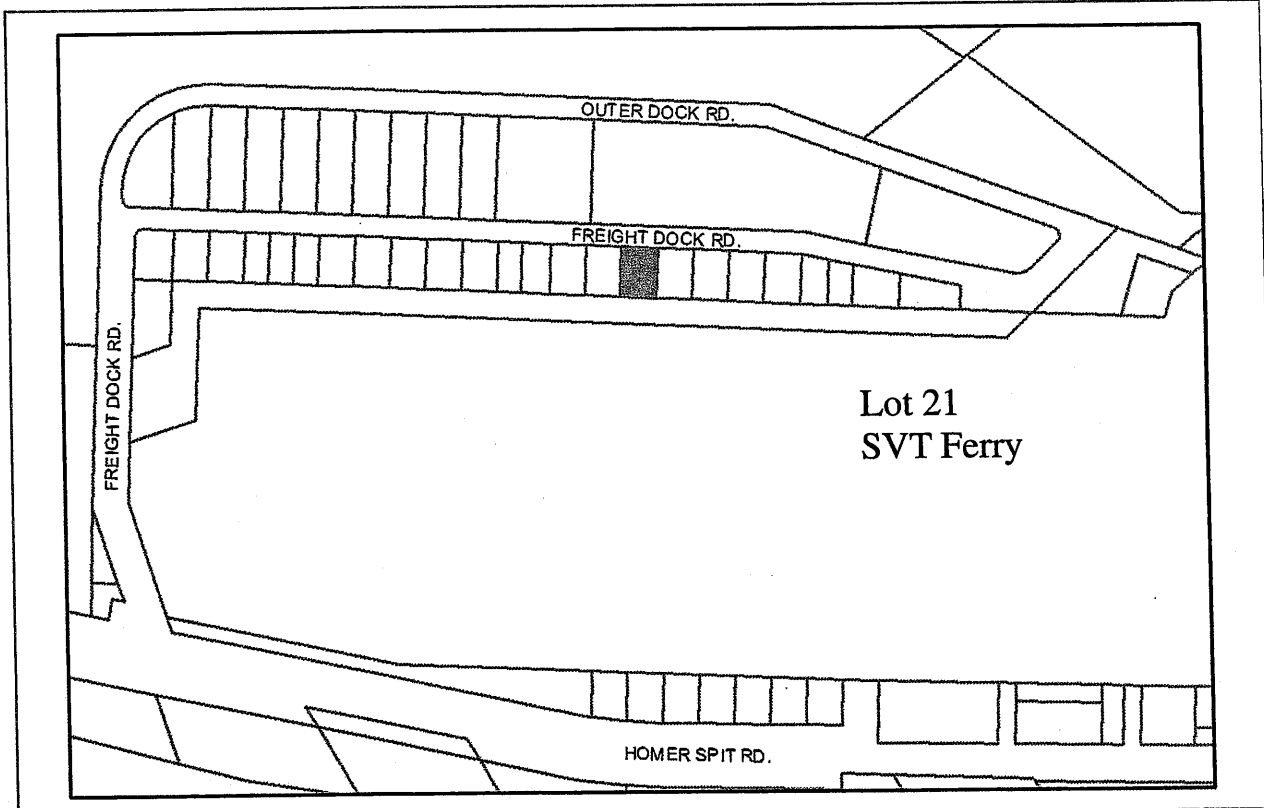 OUTER DOCK RD.
FREIGHT DOCK RD.
FREIGHT DOCK RD.
Lot 21
SVT Ferry
HOMER SPIT RD.